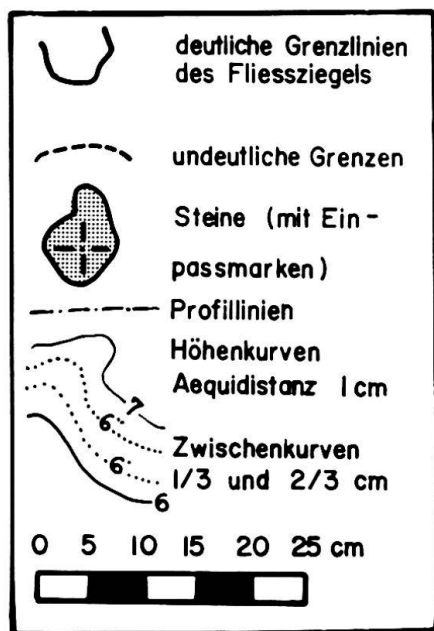 deutliche Grenzlinien
des Fliessziegels
undeutliche Grenzen
Steine (mit Ein-
passmarken)
Profillinien
Höhenkurven
Aequidistanz 1 cm
7
6
Zwischenkurven
6
1/3 und 2/3 cm
6
0 5 10 15 20 25 cm